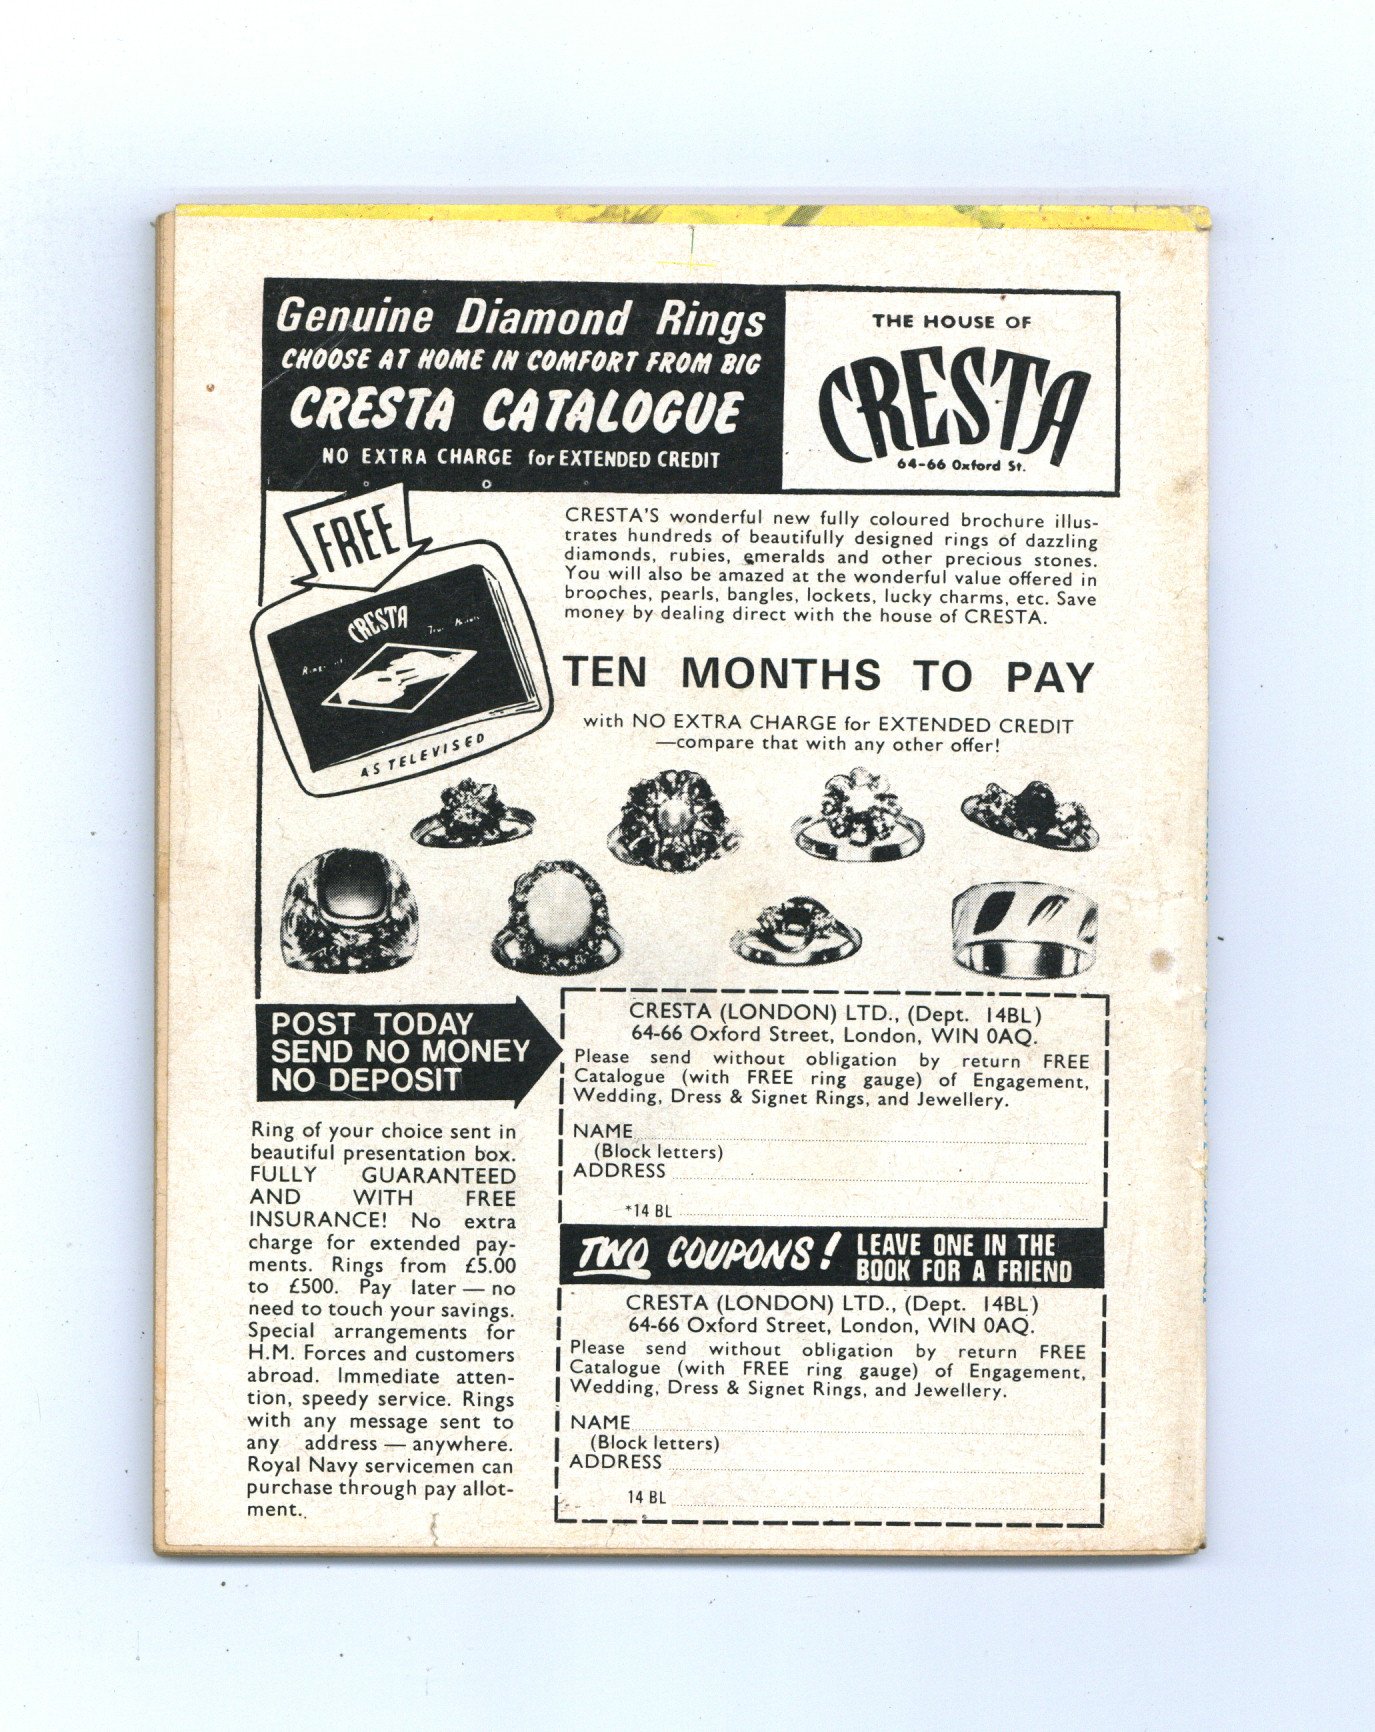 Genuine Diamond Rings
CHOOSE AT HOME IN COMFORT FROM BIG
CRESTA CATALOGUE
NO EXTRA CHARGE for EXTENDED CREDIT
THE HOUSE OF
CRESTA
64-66 Oxford St.
FREE
CRESTA
AS TELEVISED
CRESTA'S wonderful new fully coloured brochure illus-
trates hundreds of beautifully designed rings of dazzling
diamonds, rubies, emeralds and other precious stones.
You will also be amazed at the wonderful value offered in
brooches, pearls, bangles, lockets, lucky charms, etc. Save
money by dealing direct with the house of CRESTA.
TEN MONTHS TO PAY
with NO EXTRA CHARGE for EXTENDED CREDIT
—compare that with any other offer!
POST TODAY
SEND NO MONEY
NO DEPOSIT
Ring of your choice sent in
beautiful presentation box.
FULLY GUARANTEED
AND WITH FREE
INSURANCE! No extra
charge for extended pay-
ments. Rings from £5.00
to £500. Pay later — no
need to touch your savings.
Special arrangements for
H.M. Forces and customers
abroad. Immediate atten-
tion, speedy service. Rings
with any message sent to
any address — anywhere.
Royal Navy servicemen can
purchase through pay allot-
ment.
CRESTA (LONDON) LTD., (Dept. 14BL)
64-66 Oxford Street, London, WIN 0AQ.
Please send without obligation by return FREE
Catalogue (with FREE ring gauge) of Engagement,
Wedding, Dress & Signet Rings, and Jewellery.
NAME
(Block letters)
ADDRESS
*14 BL
TWO COUPONS! LEAVE ONE IN THE
BOOK FOR A FRIEND
CRESTA (LONDON) LTD., (Dept. 14BL)
64-66 Oxford Street, London, WIN 0AQ.
Please send without obligation by return FREE
Catalogue (with FREE ring gauge) of Engagement,
Wedding, Dress & Signet Rings, and Jewellery.
NAME
(Block letters)
ADDRESS
14 BL